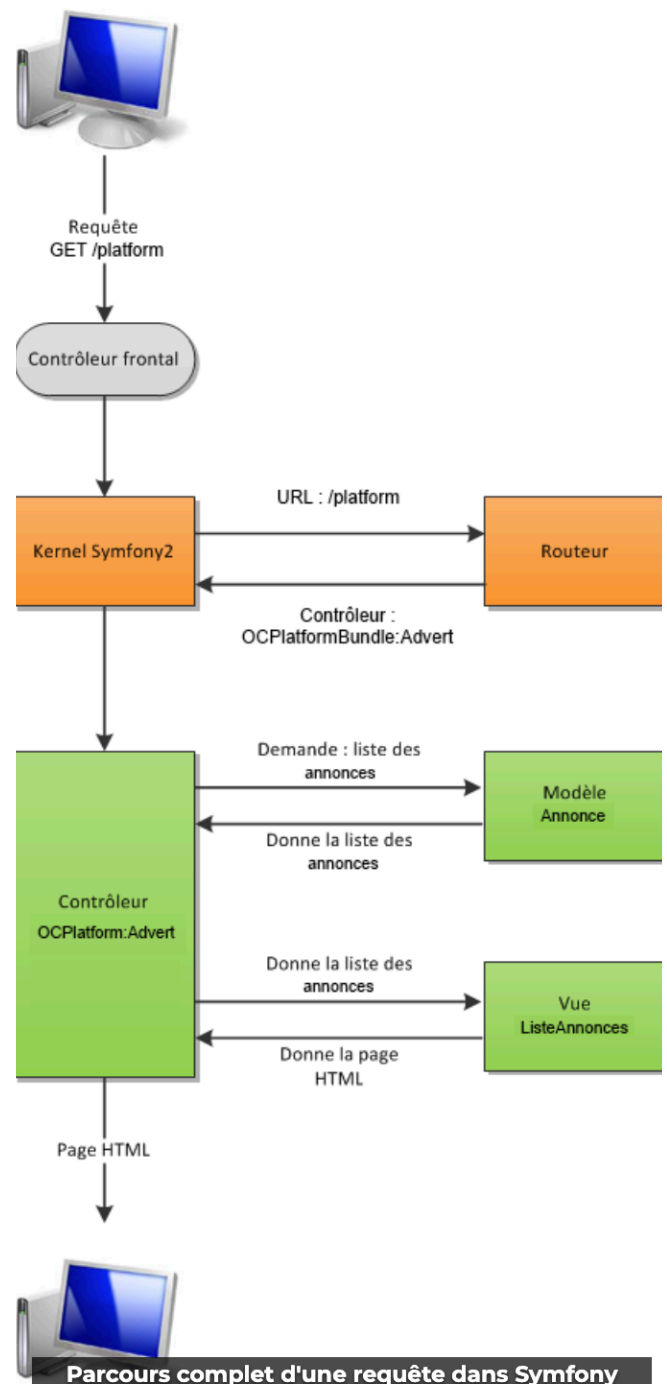 Requête
GET /platform
Contrôleur frontal
URL : /platform
Kernel Symfony2
Routeur
Contrôleur :
OCPlatformBundle:Advert
Demande : liste des
annonces
Modèle
Annonce
Donne la liste des
annonces
Contrôleur
OCPlatform:Advert
Donne la liste des
annonces
Vue
ListeAnnonces
Donne la page
HTML
Page HTML
Parcours complet d'une requête dans Symfony